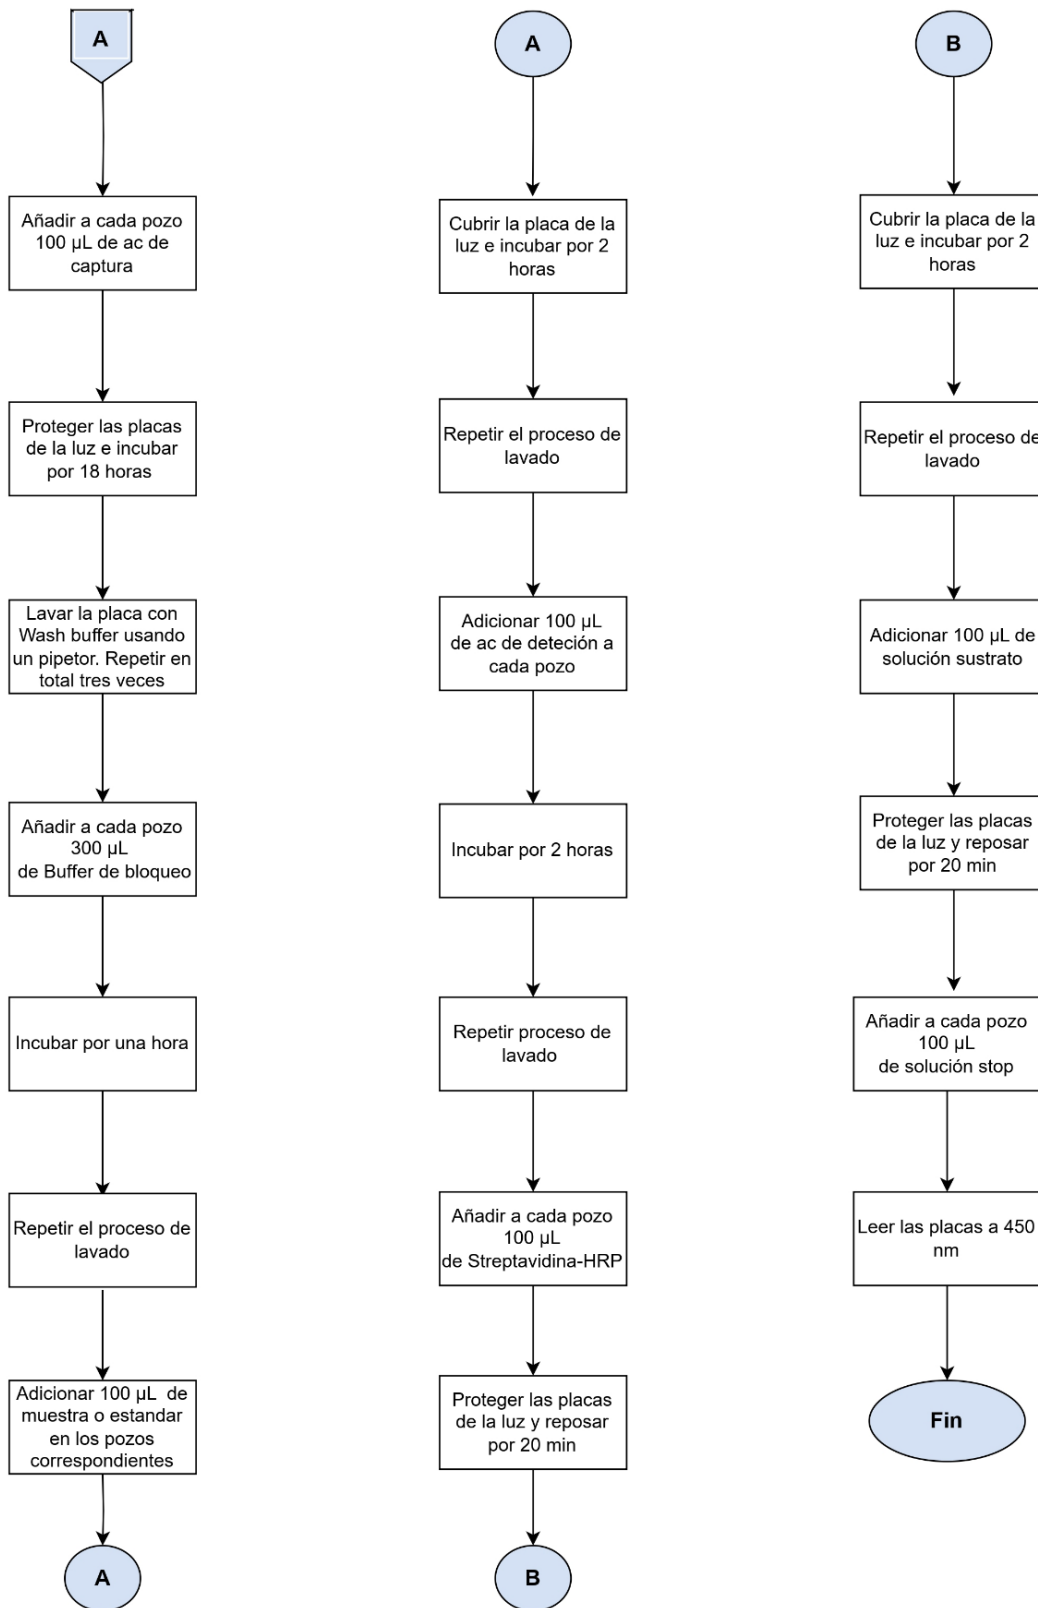 A
Añadir a cada pozo
100 µL de ac de
captura
Proteger las placas
de la luz e incubar
por 18 horas
Lavar la placa con
Wash buffer usando
un pipetor. Repetir en
total tres veces
Añadir a cada pozo
300 µL
de Buffer de bloqueo
Incubar por una hora
Repetir el proceso de
lavado
Adicionar 100 µL de
muestra o estandar
en los pozos
correspondientes
A
A
Cubrir la placa de la
luz e incubar por 2
horas
Repetir el proceso de
lavado
Adicionar 100 µL
de ac de deteción a
cada pozo
Incubar por 2 horas
Repetir proceso de
lavado
Añadir a cada pozo
100 µL
de Streptavidina-HRP
Proteger las placas
de la luz y reposar
por 20 min
B
B
Cubrir la placa de la
luz e incubar por 2
horas
Repetir el proceso de
lavado
Adicionar 100 µL de
solución sustrato
Proteger las placas
de la luz y reposar
por 20 min
Añadir a cada pozo
100 µL
de solución stop
Leer las placas a 450
nm
Fin